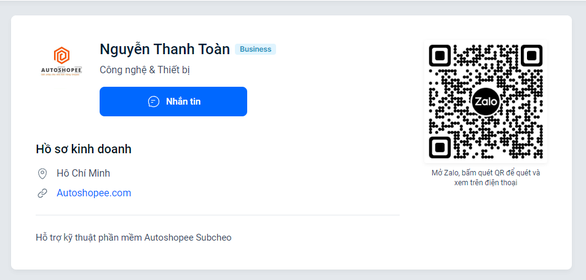 Nguyễn Thanh Toàn Business
AUTOSHOPEE
Công nghệ & Thiết bị
Nhắn tin
Hồ sơ kinh doanh
Hồ Chí Minh
Autoshopee.com
Hỗ trợ kỹ thuật phần mềm Autoshopee Subcheo
Zalo
Mở Zalo, bấm quét QR để quét và
xem trên điện thoại